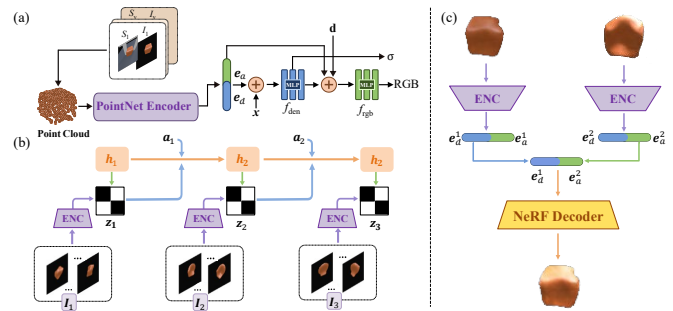 (a)
S_v I_v
S_1 I_1
Point Cloud
PointNet Encoder
e_a
e_d
x
MLP
f_den
d
σ
MLP
f_rgb
RGB
(b)
a_1
a_2
h_1
h_2
h_2
ENC
z_1
ENC
z_2
ENC
z_3
...
...
I_1
...
...
I_2
...
...
I_3
(c)
ENC
ENC
e_d^1 e_a^1
e_d^2 e_a^2
e_d^1 e_a^2
NeRF Decoder